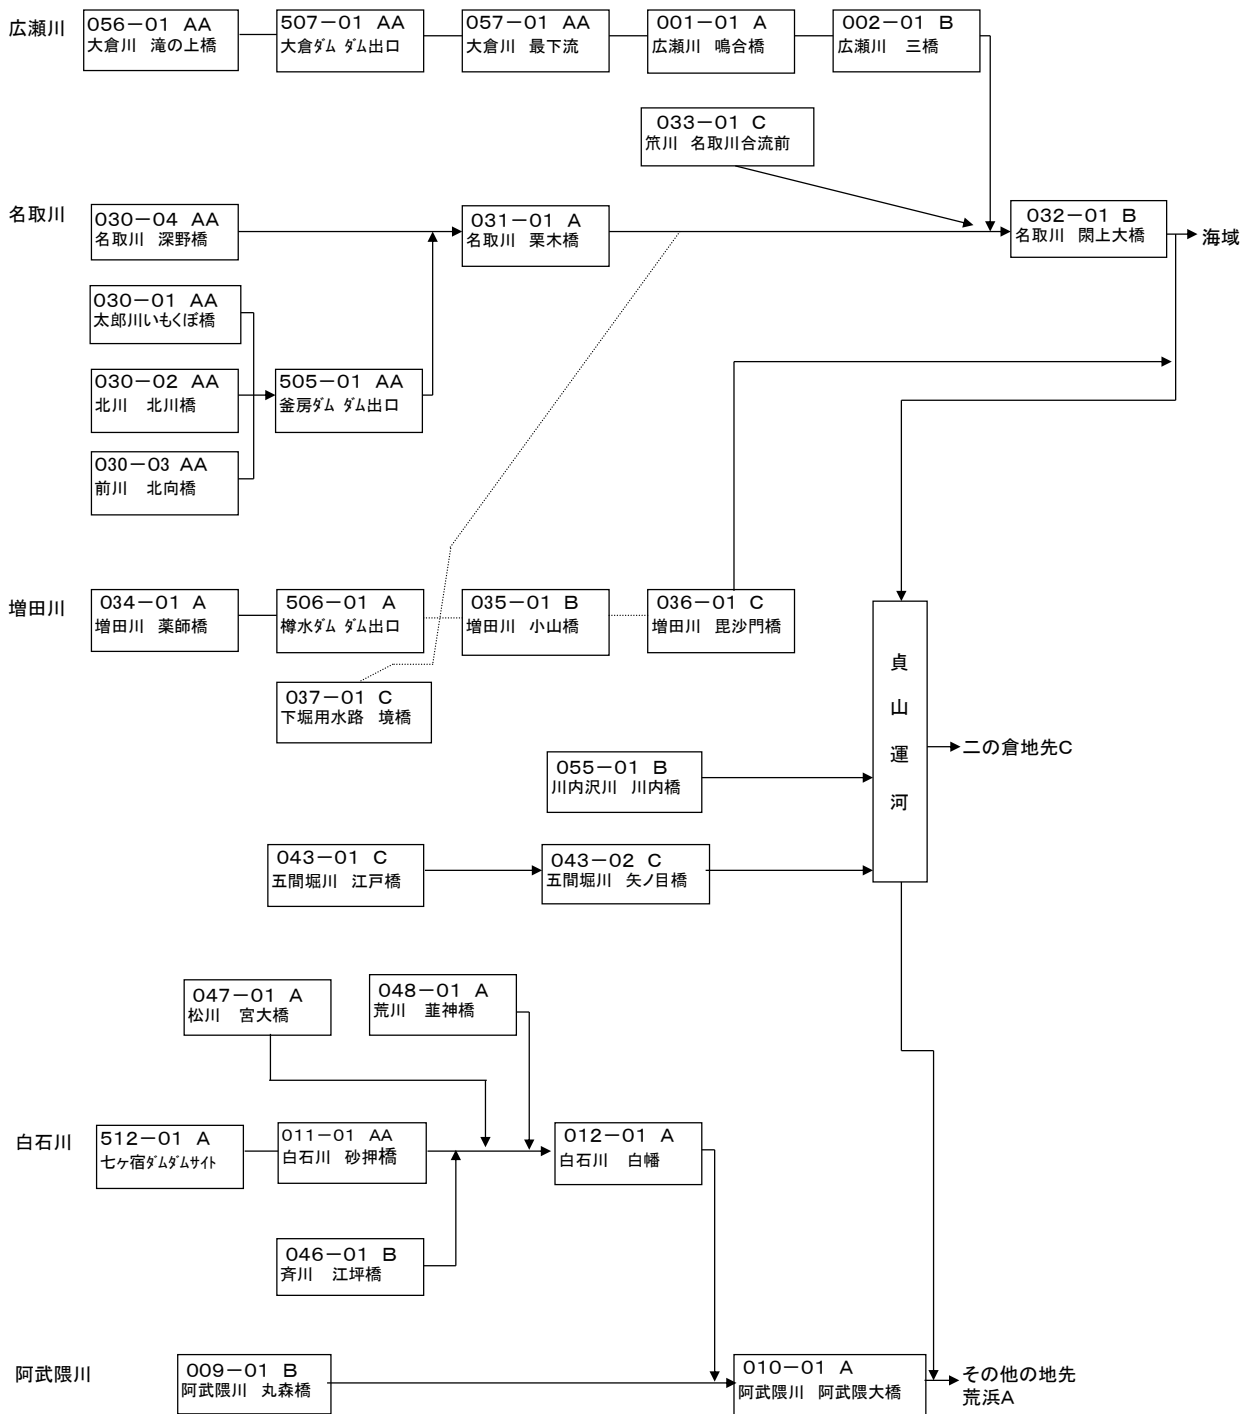 広瀬川
056－01 AA
大倉川 滝の上橋
507－01 AA
大倉ダム ダム出口
057－01 AA
大倉川 最下流
001－01 A
広瀬川 鳴合橋
002－01 B
広瀬川 三橋
033－01 C
笊川 名取川合流前
名取川
030－04 AA
名取川 深野橋
031－01 A
名取川 栗木橋
032－01 B
名取川 閖上大橋
海域
030－01 AA
太郎川いもくぼ橋
030－02 AA
北川 北川橋
505－01 AA
釜房ダム ダム出口
030－03 AA
前川 北向橋
増田川
034－01 A
増田川 薬師橋
506－01 A
樽水ダム ダム出口
035－01 B
増田川 小山橋
036－01 C
増田川 毘沙門橋
037－01 C
下堀用水路 境橋
貞
山
運
河
二の倉地先C
055－01 B
川内沢川 川内橋
043－01 C
五間堀川 江戸橋
043－02 C
五間堀川 矢ノ目橋
047－01 A
松川 宮大橋
048－01 A
荒川 韮神橋
白石川
512－01 A
七ヶ宿ダムダムサイト
011－01 AA
白石川 砂押橋
012－01 A
白石川 白幡
046－01 B
斉川 江坪橋
阿武隈川
009－01 B
阿武隈川 丸森橋
010－01 A
阿武隈川 阿武隈大橋
その他の地先
荒浜A